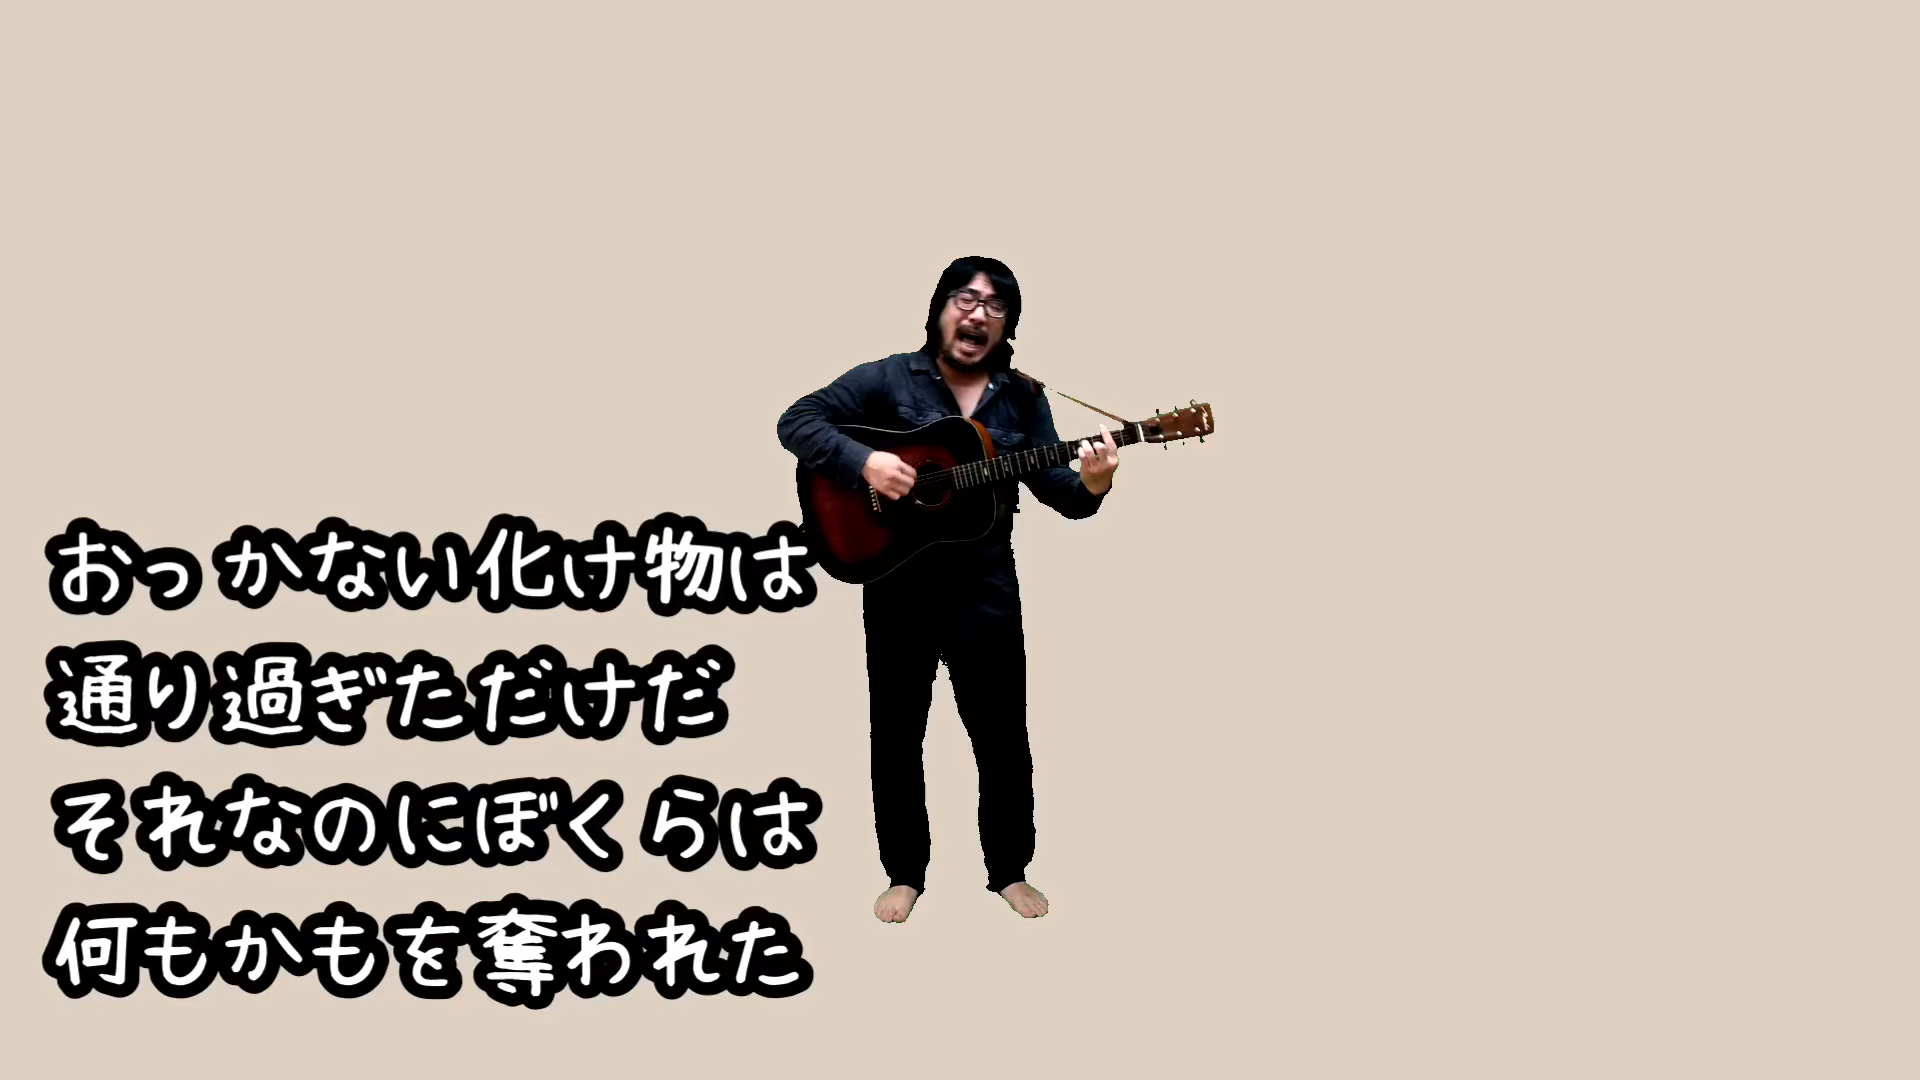 おっかない化け物は
通り過ぎただけだ
それなのにぼくらは
何もかもを奪われた